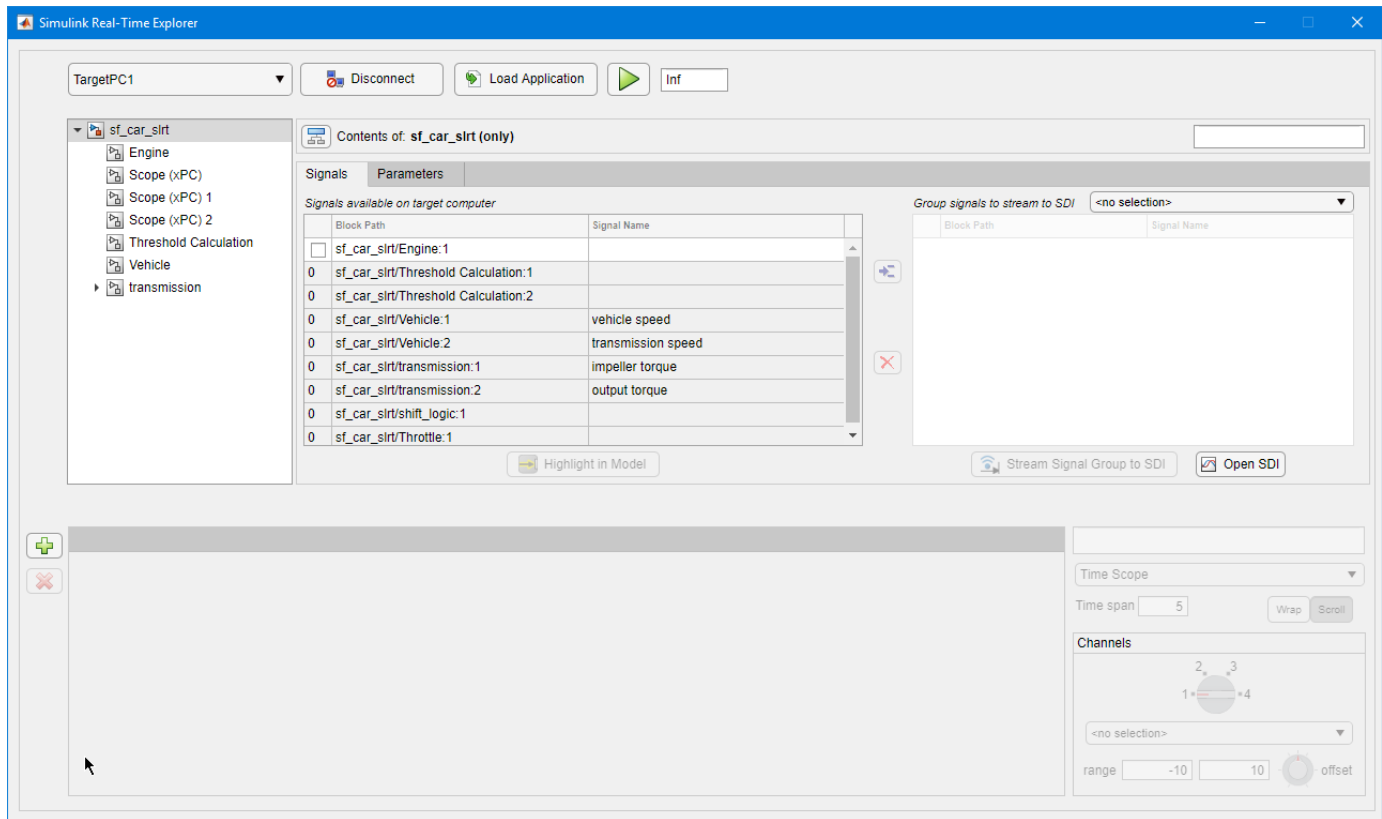 Simulink Real-Time Explorer
TargetPC1
Disconnect
Load Application
Inf
sf_car_slrt
Engine
Scope (xPC)
Scope (xPC) 1
Scope (xPC) 2
Threshold Calculation
Vehicle
transmission
Contents of: sf_car_slrt (only)
Signals Parameters
Signals available on target computer
Block Path Signal Name
sf_car_slrt/Engine:1
0 sf_car_slrt/Threshold Calculation:1
0 sf_car_slrt/Threshold Calculation:2
0 sf_car_slrt/Vehicle:1 vehicle speed
0 sf_car_slrt/Vehicle:2 transmission speed
0 sf_car_slrt/transmission:1 impeller torque
0 sf_car_slrt/transmission:2 output torque
0 sf_car_slrt/shift_logic:1
0 sf_car_slrt/Throttle:1
Highlight in Model
Group signals to stream to SDI <no selection>
Block Path Signal Name
Stream Signal Group to SDI
Open SDI
Time Scope
Time span 5 Wrap Scroll
Channels
2 3
1 4
<no selection>
range -10 10 offset